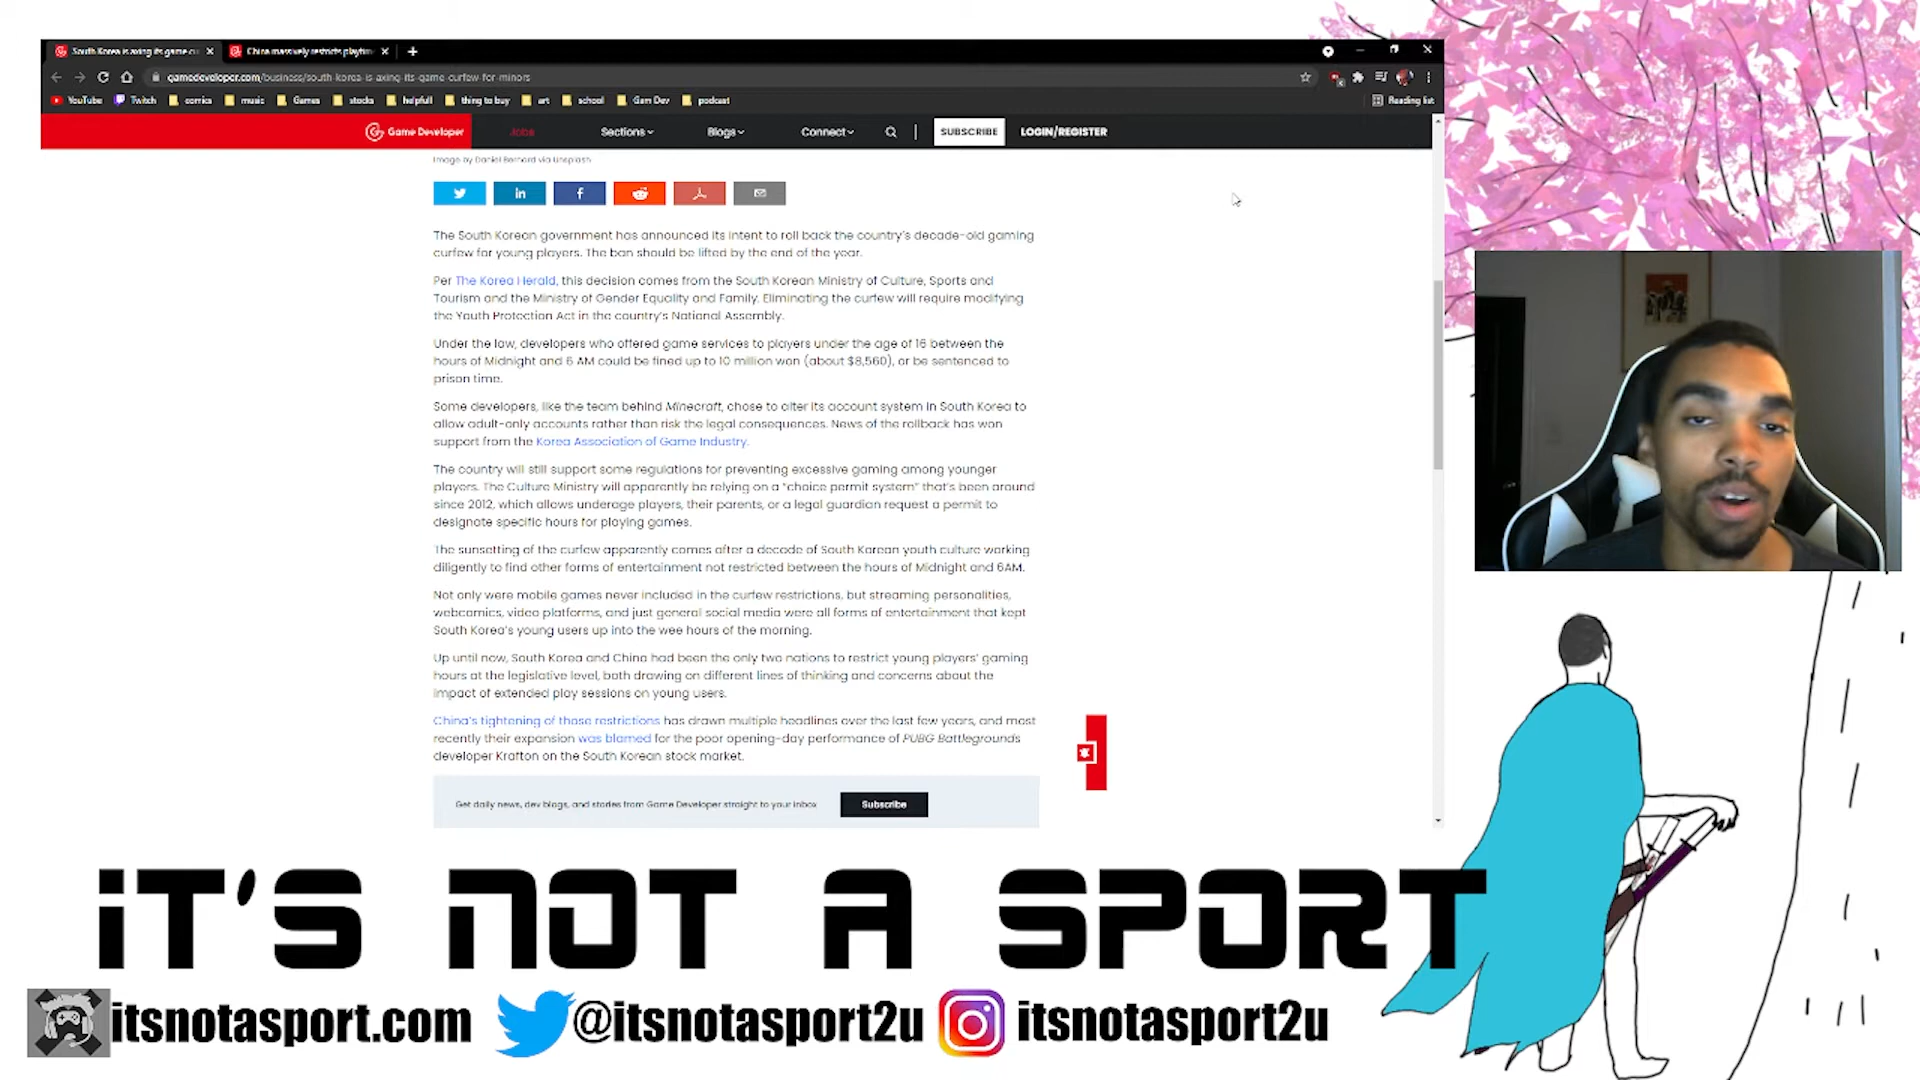 South Korea is axing its game cu
China massively restricts playtim
gamedeveloper.com/business/south-korea-is-axing-its-game-curfew-for-minors
YouTube Twitch comics music Games stocks helpfull thing to buy art school Gam Dev podcast Reading list
Game Developer Jobs Sections Blogs Connect SUBSCRIBE LOGIN/REGISTER
Image by Daniel Bernard via Unsplash
The South Korean government has announced its intent to roll back the country's decade-old gaming
curfew for young players. The ban should be lifted by the end of the year.
Per The Korea Herald, this decision comes from the South Korean Ministry of Culture, Sports and
Tourism and the Ministry of Gender Equality and Family. Eliminating the curfew will require modifying
the Youth Protection Act in the country's National Assembly.
Under the law, developers who offered game services to players under the age of 16 between the
hours of Midnight and 6 AM could be fined up to 10 million won (about $8,560), or be sentenced to
prison time.
Some developers, like the team behind Minecraft, chose to alter its account system in South Korea to
allow adult-only accounts rather than risk the legal consequences. News of the rollback has won
support from the Korea Association of Game Industry.
The country will still support some regulations for preventing excessive gaming among younger
players. The Culture Ministry will apparently be relying on a "choice permit system" that's been around
since 2012, which allows underage players, their parents, or a legal guardian request a permit to
designate specific hours for playing games.
The sunsetting of the curfew apparently comes after a decade of South Korean youth culture working
diligently to find other forms of entertainment not restricted between the hours of Midnight and 6AM.
Not only were mobile games never included in the curfew restrictions, but streaming personalities,
webcomics, video platforms, and just general social media were all forms of entertainment that kept
South Korea's young users up into the wee hours of the morning.
Up until now, South Korea and China had been the only two nations to restrict young players' gaming
hours at the legislative level, both drawing on different lines of thinking and concerns about the
impact of extended play sessions on young users.
China's tightening of those restrictions has drawn multiple headlines over the last few years, and most
recently their expansion was blamed for the poor opening-day performance of PUBG Battlegrounds
developer Krafton on the South Korean stock market.
Get daily news, dev blogs, and stories from Game Developer straight to your inbox Subscribe
iT'S NOT A SPORT
itsnotasport.com @itsnotasport2u itsnotasport2u